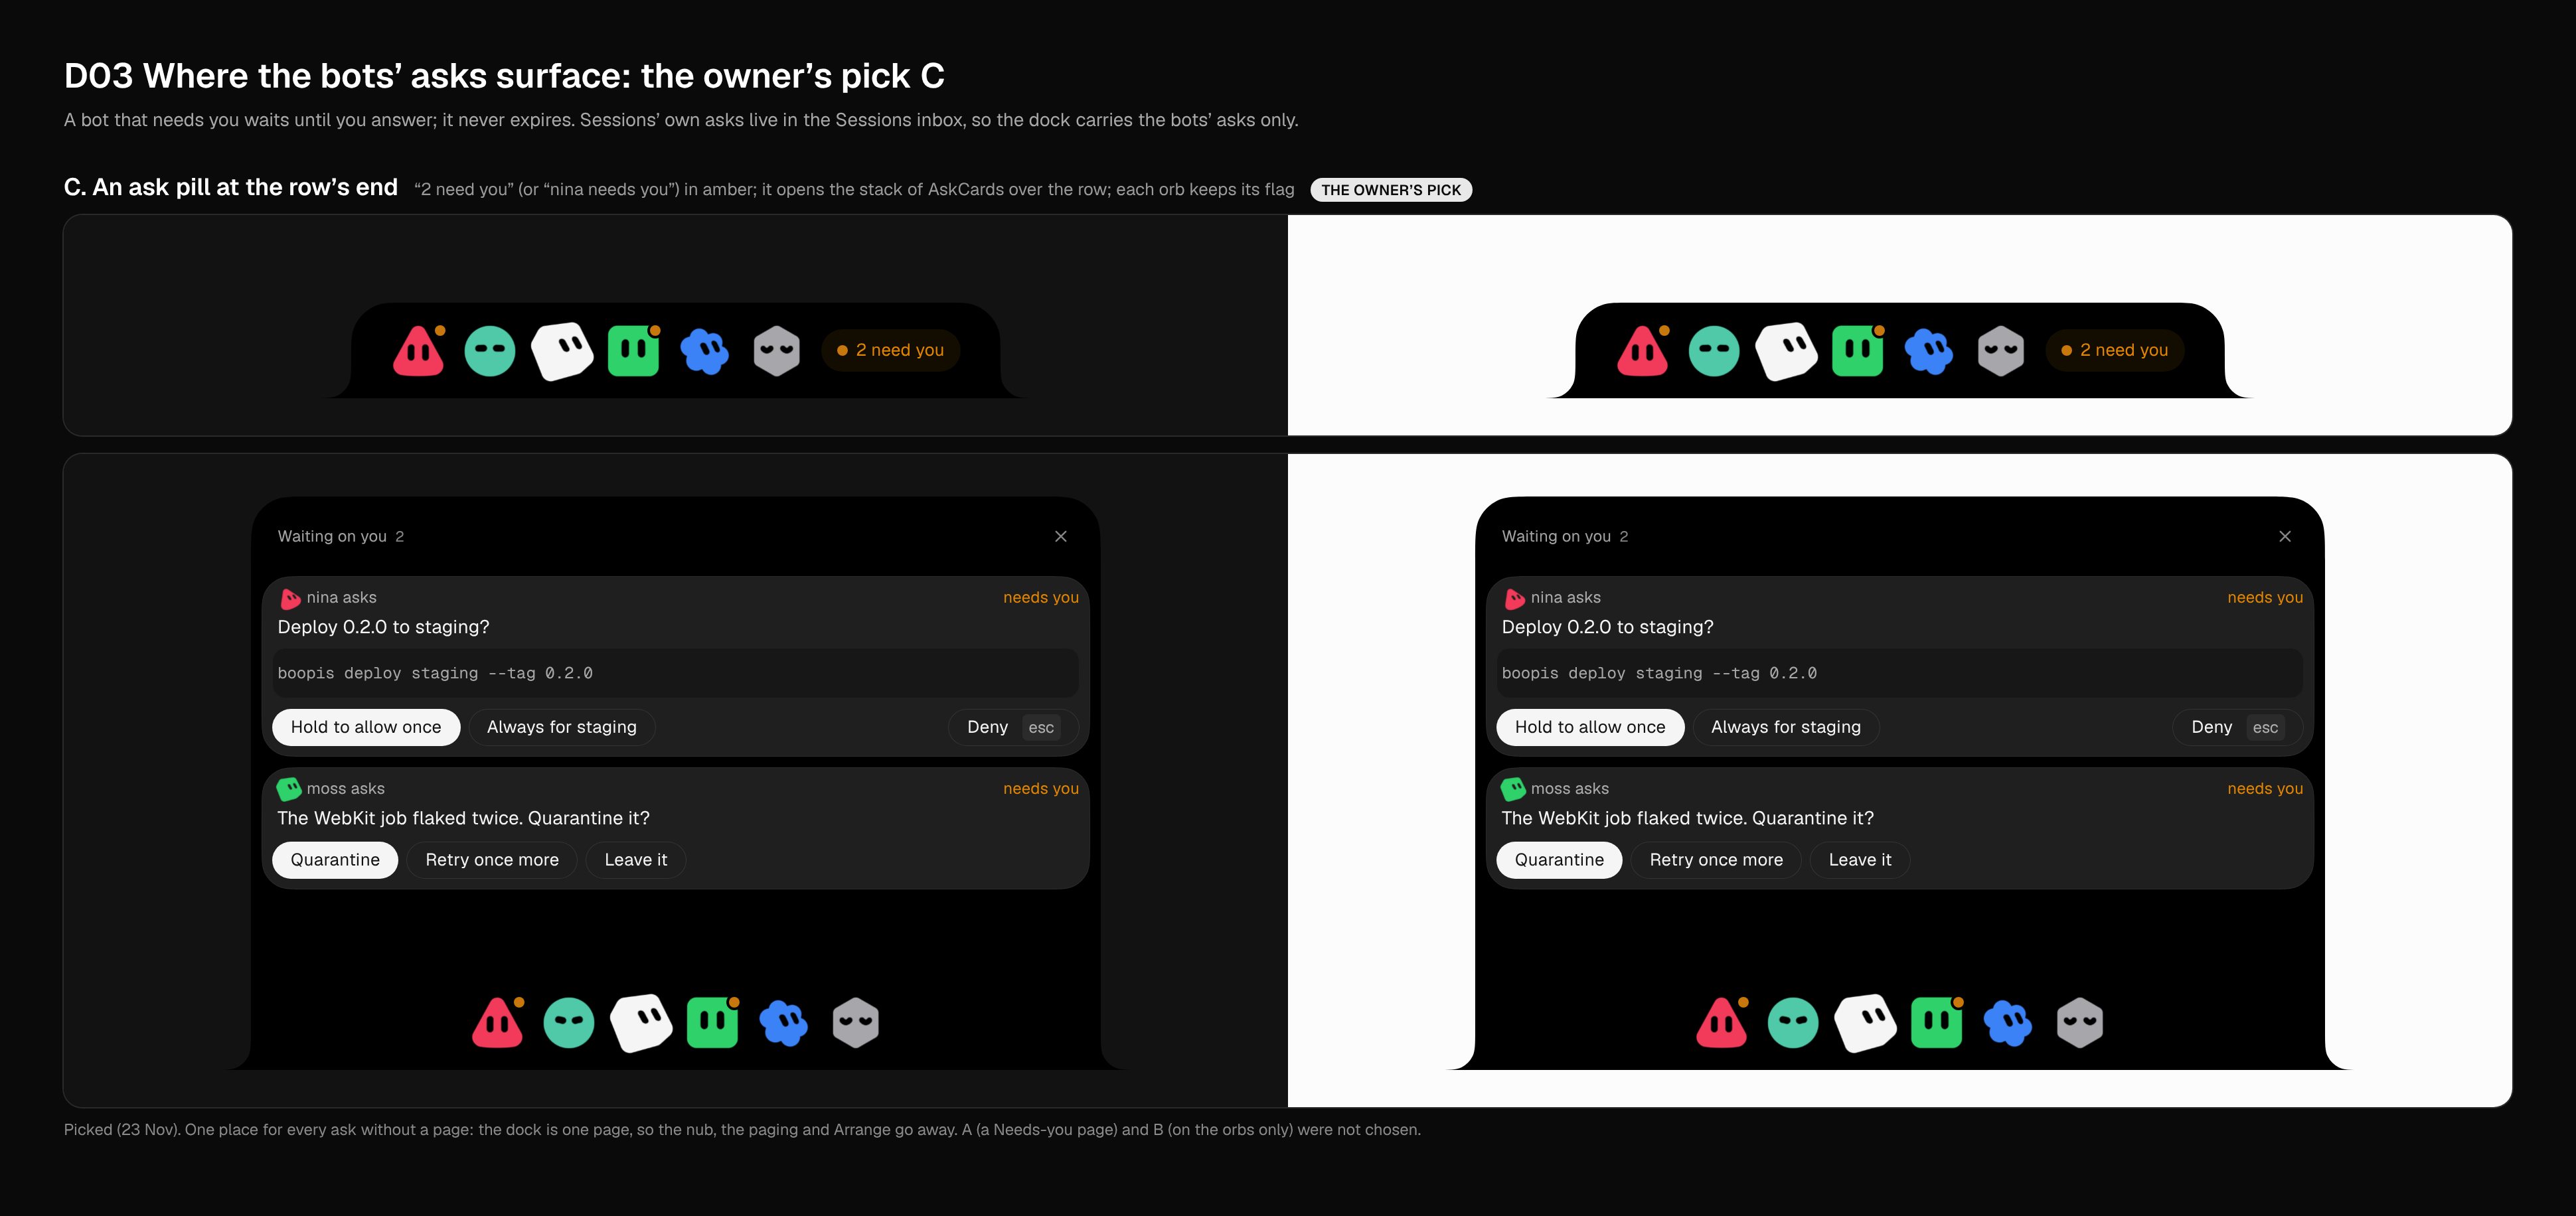 D03 Where the bots’ asks surface: the owner’s pick C
A bot that needs you waits until you answer; it never expires. Sessions’ own asks live in the Sessions inbox, so the dock carries the bots’ asks only.
C. An ask pill at the row’s end “2 need you” (or “nina needs you”) in amber; it opens the stack of AskCards over the row; each orb keeps its flag THE OWNER’S PICK
2 need you
2 need you
Waiting on you 2
nina asks needs you
Deploy 0.2.0 to staging?
boopis deploy staging --tag 0.2.0
Hold to allow once Always for staging Deny esc
moss asks needs you
The WebKit job flaked twice. Quarantine it?
Quarantine Retry once more Leave it
Waiting on you 2
nina asks needs you
Deploy 0.2.0 to staging?
boopis deploy staging --tag 0.2.0
Hold to allow once Always for staging Deny esc
moss asks needs you
The WebKit job flaked twice. Quarantine it?
Quarantine Retry once more Leave it
Picked (23 Nov). One place for every ask without a page: the dock is one page, so the nub, the paging and Arrange go away. A (a Needs-you page) and B (on the orbs only) were not chosen.